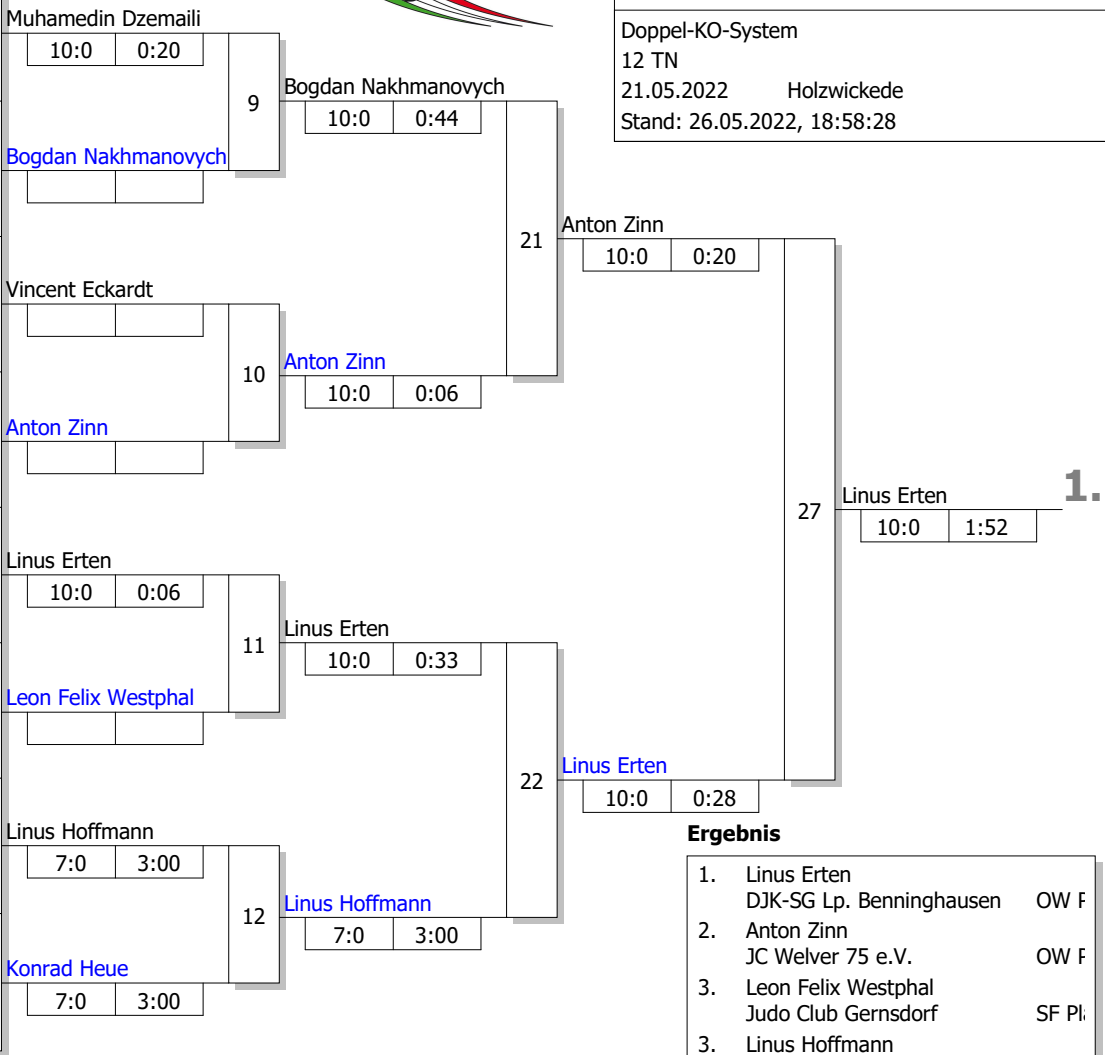 Muhamedin Dzemaili
10:0 0:20
9
Bogdan Nakhmanovych
Bogdan Nakhmanovych
10:0 0:44
Vincent Eckardt
10
Anton Zinn
Anton Zinn
10:0 0:06
21
Anton Zinn
10:0 0:20
Linus Erten
10:0 0:06
11
Leon Felix Westphal
Linus Erten
10:0 0:33
Linus Hoffmann
7:0 3:00
12
Konrad Heue
7:0 3:00
Linus Hoffmann
7:0 3:00
22
Linus Erten
10:0 0:28
27
Linus Erten
10:0 1:52
1.
Doppel-KO-System
12 TN
21.05.2022 Holzwickede
Stand: 26.05.2022, 18:58:28
Ergebnis
1. Linus Erten
DJK-SG Lp. Benninghausen OW
2. Anton Zinn
JC Welver 75 e.V. OW
3. Leon Felix Westphal
Judo Club Gernsdorf SF
3. Linus Hoffmann